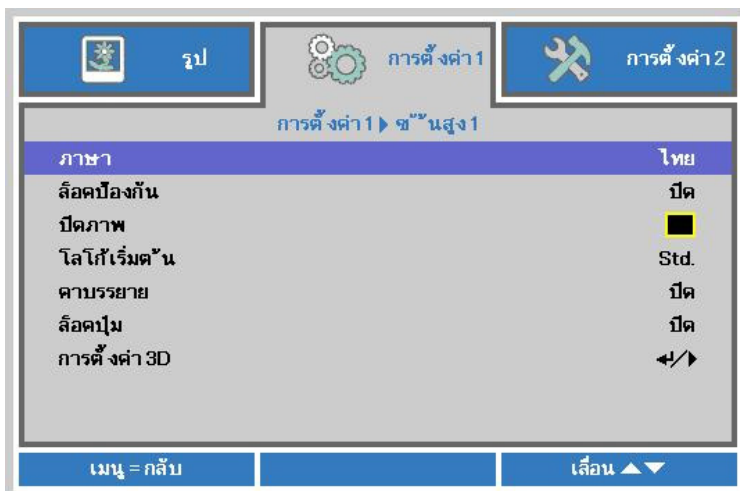 รูป
การตั้งค่า 1
การตั้งค่า 2
การตั้งค่า 1 ▶ ขั้นสูง 1
ภาษา ไทย
ล็อคป้องกัน ปิด
ปิดภาพ
โลโก้เริ่มต้น Std.
คาบรรยาย ปิด
ล็อคปุ่ม ปิด
การตั้งค่า 3D ↵/▶
เมนู = กลับ
เลื่อน ▲▼